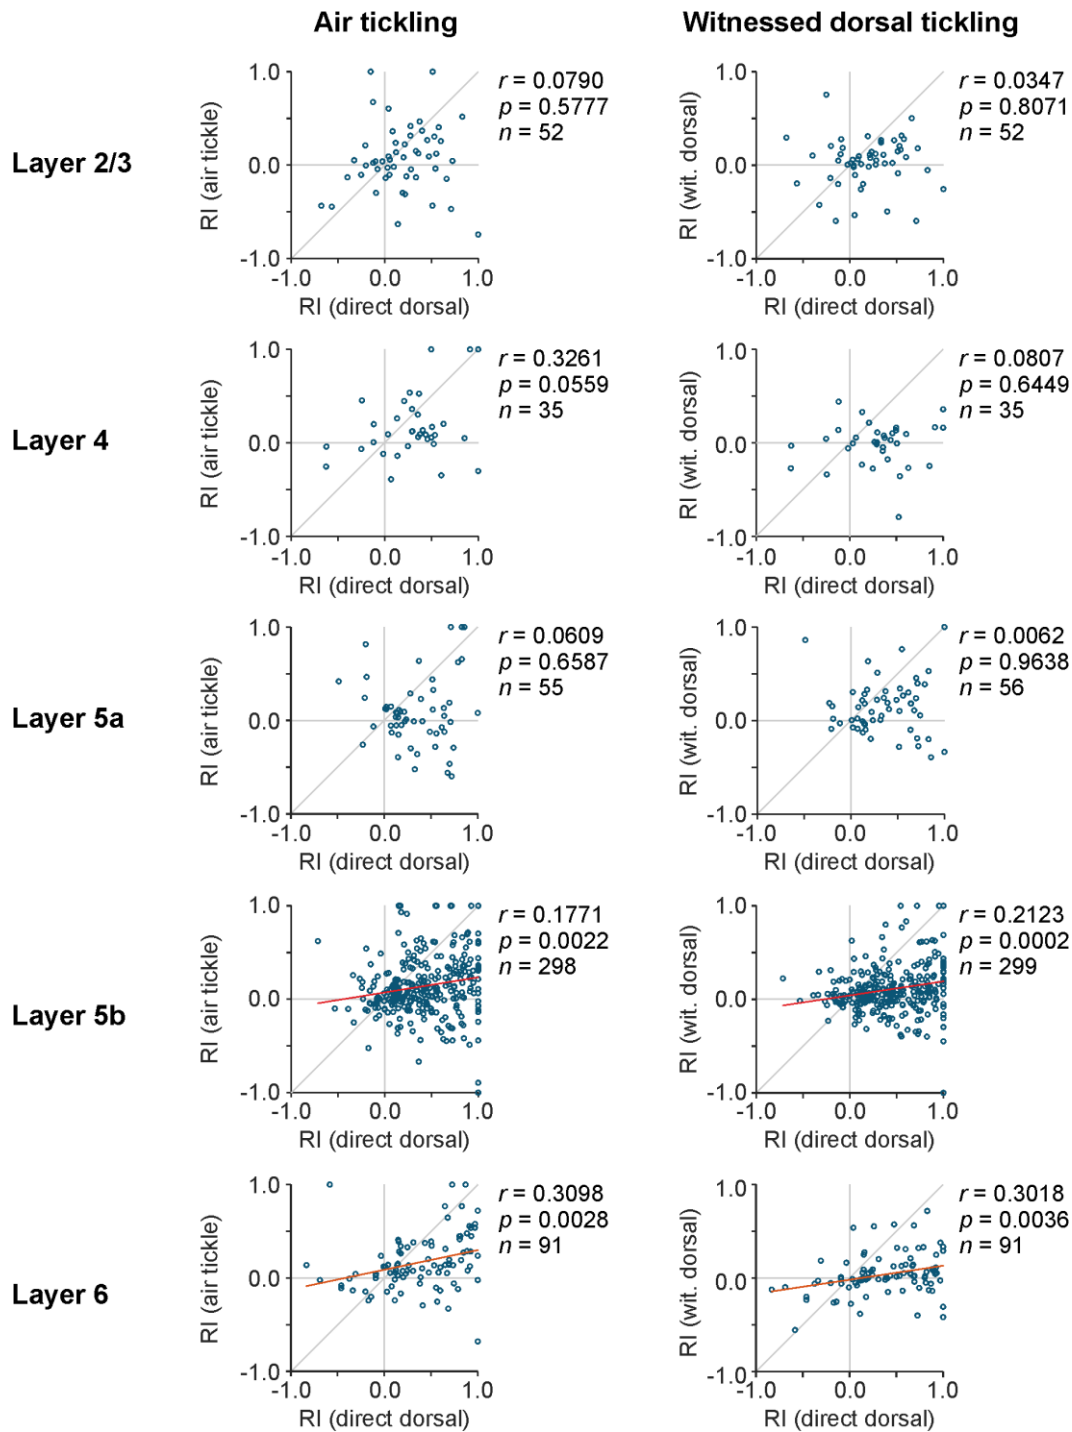 Air tickling
Witnessed dorsal tickling
Layer 2/3
RI (air tickle)
1.0
0.0
-1.0
-1.0
0.0
1.0
RI (direct dorsal)
r = 0.0790
p = 0.5777
n = 52
RI (wit. dorsal)
1.0
0.0
-1.0
-1.0
0.0
1.0
RI (direct dorsal)
r = 0.0347
p = 0.8071
n = 52
Layer 4
RI (air tickle)
1.0
0.0
-1.0
-1.0
0.0
1.0
RI (direct dorsal)
r = 0.3261
p = 0.0559
n = 35
RI (wit. dorsal)
1.0
0.0
-1.0
-1.0
0.0
1.0
RI (direct dorsal)
r = 0.0807
p = 0.6449
n = 35
Layer 5a
RI (air tickle)
1.0
0.0
-1.0
-1.0
0.0
1.0
RI (direct dorsal)
r = 0.0609
p = 0.6587
n = 55
RI (wit. dorsal)
1.0
0.0
-1.0
-1.0
0.0
1.0
RI (direct dorsal)
r = 0.0062
p = 0.9638
n = 56
Layer 5b
RI (air tickle)
1.0
0.0
-1.0
-1.0
0.0
1.0
RI (direct dorsal)
r = 0.1771
p = 0.0022
n = 298
RI (wit. dorsal)
1.0
0.0
-1.0
-1.0
0.0
1.0
RI (direct dorsal)
r = 0.2123
p = 0.0002
n = 299
Layer 6
RI (air tickle)
1.0
0.0
-1.0
-1.0
0.0
1.0
RI (direct dorsal)
r = 0.3098
p = 0.0028
n = 91
RI (wit. dorsal)
1.0
0.0
-1.0
-1.0
0.0
1.0
RI (direct dorsal)
r = 0.3018
p = 0.0036
n = 91